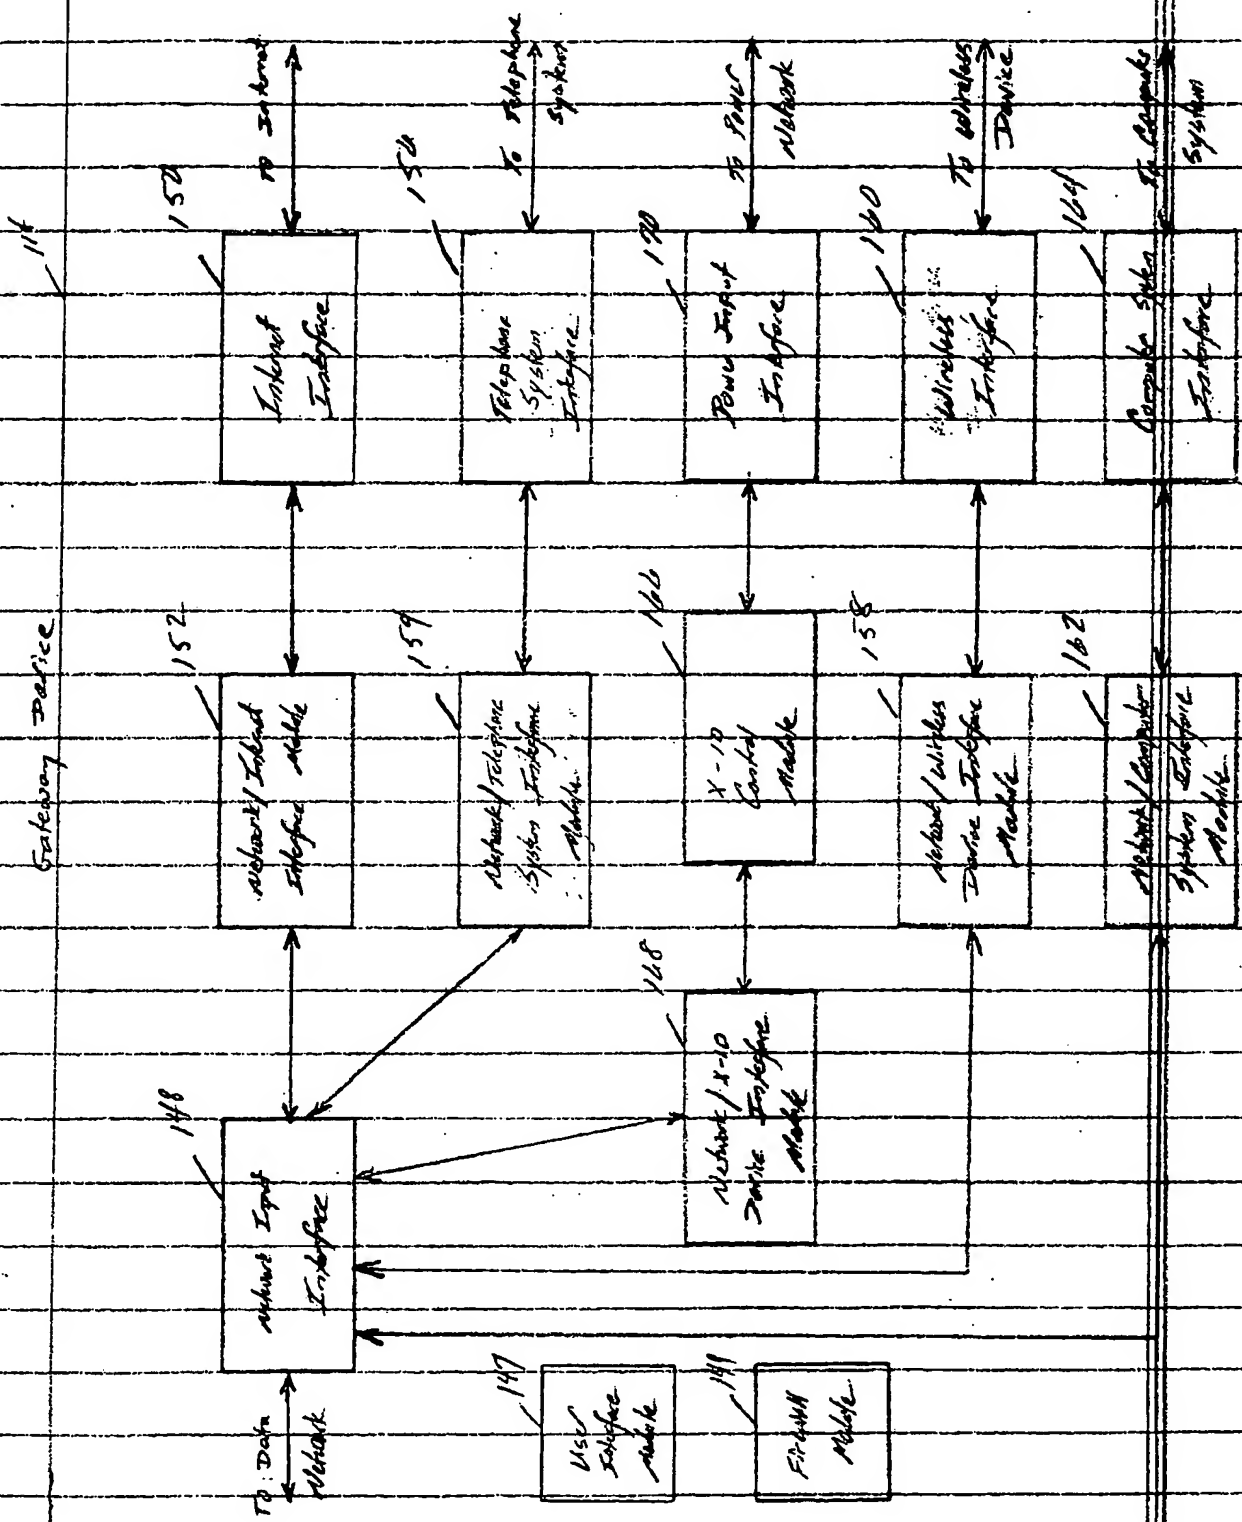 Gateway Device
116
To Data
Network
148
Network Input
Interface
152
Network/Internet
Interface Module
150
Internet
Interface
To Internet
154
Network/Telephone
System Interface
Module
156
Telephone
System
Interface
To Telephone
System
168
Network/X-10
Device Interface
Module
166
X-10
Control
Module
170
Power Input
Interface
To Power
Network
158
Network/Wireless
Device Interface
Module
160
Wireless
Interface
To Wireless
Device
162
Network/Computer
System Interface
Module
164
Computer System
Interface
To Computer
System
147
User
Interface
Module
149
Firewall
Module